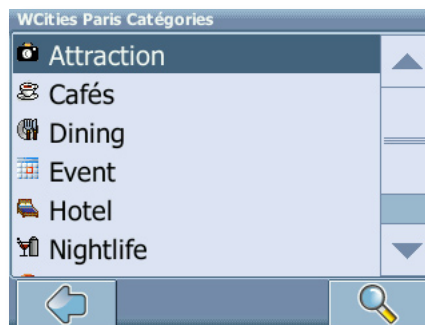 WCities Paris Catégories
Attraction
Cafés
Dining
Event
Hotel
Nightlife